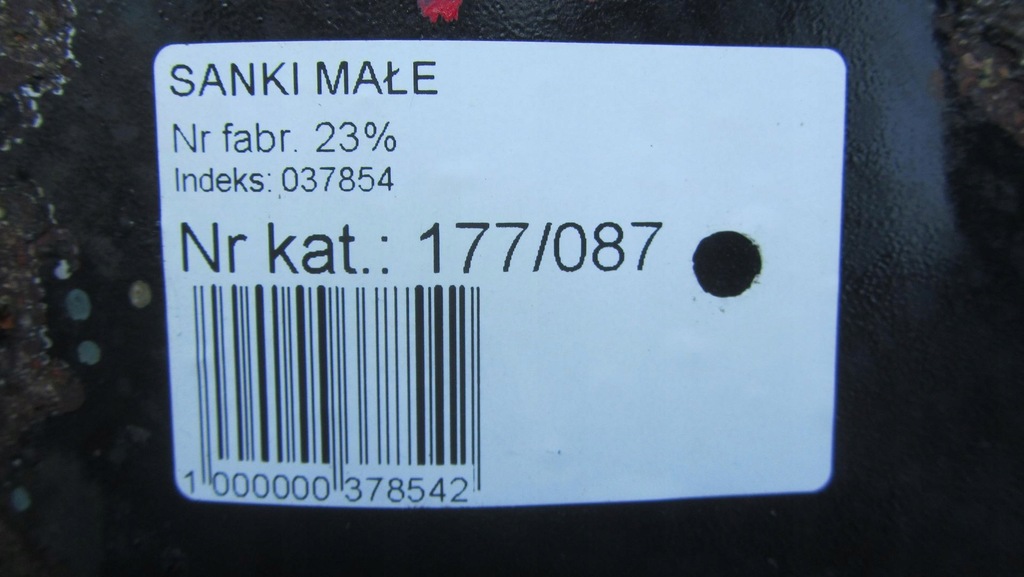 SANKI MAŁE
Nr fabr. 23%
Indeks: 037854
Nr kat.: 177/087
1 000000 378542